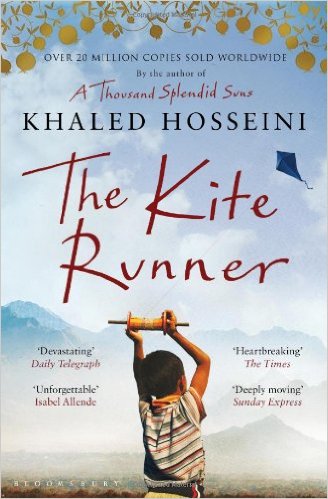 OVER 20 MILLION COPIES SOLD WORLDWIDE
By the author of
A Thousand Splendid Suns
KHALED HOSSEINI
The Kite
Runner
‘Devastating’
Daily Telegraph
‘Heartbreaking’
The Times
‘Unforgettable’
Isabel Allende
‘Deeply moving’
Sunday Express
BLOOMSBURY